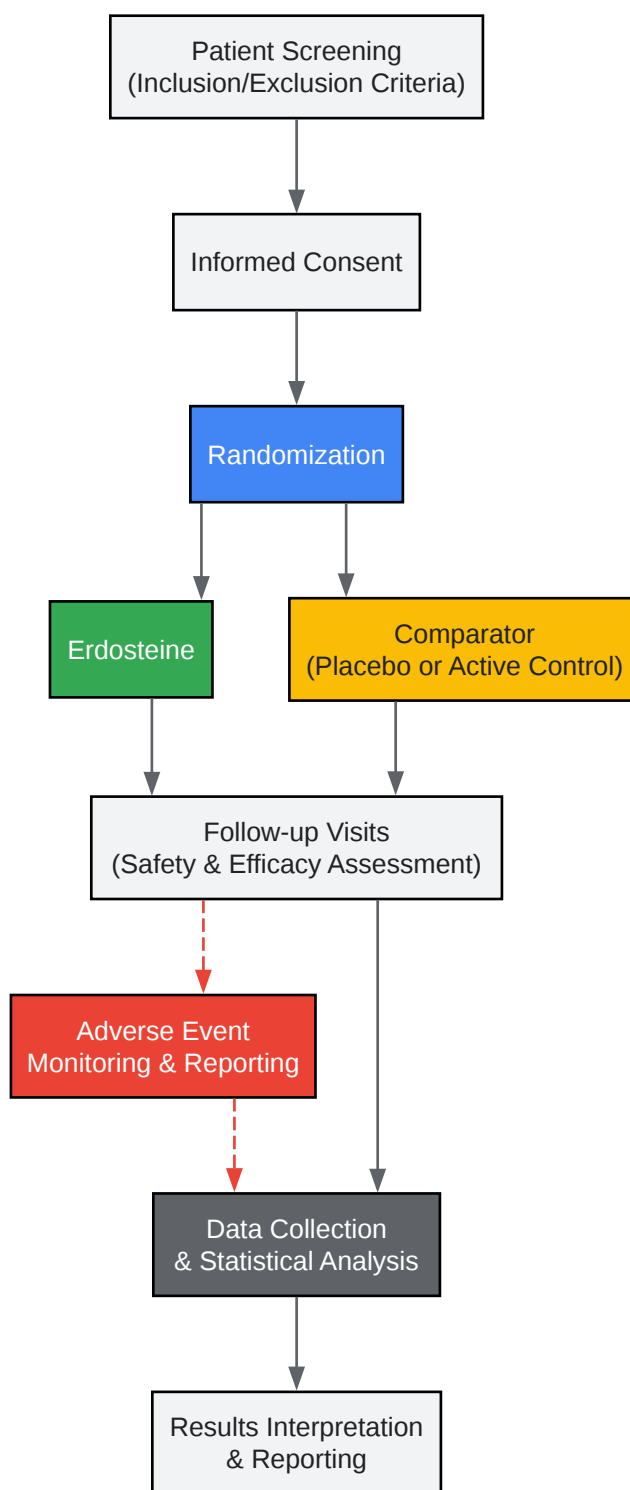 Patient Screening
(Inclusion/Exclusion Criteria)
Informed Consent
Randomization
Erdosteine
Comparator
(Placebo or Active Control)
Follow-up Visits
(Safety & Efficacy Assessment)
Adverse Event
Monitoring & Reporting
Data Collection
& Statistical Analysis
Results Interpretation
& Reporting